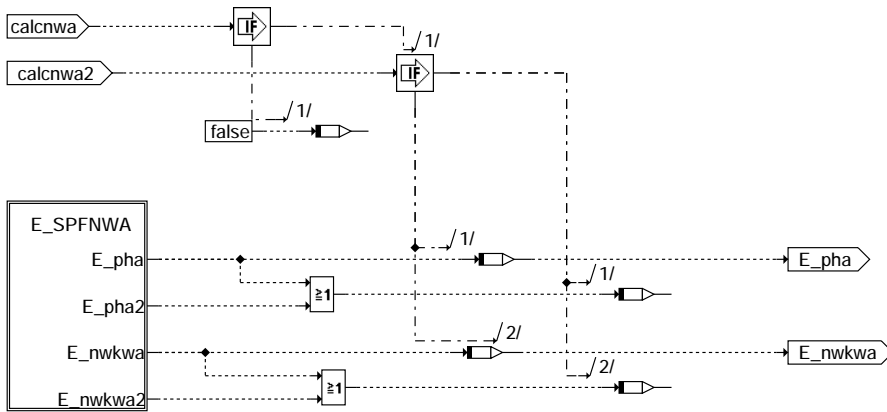 calcnwa
IF
/1/
calcnwa2
IF
/1/
false
E_SPFNWA
E_pha
/1/
E_pha
/1/
≧1
E_pha2
/2/
E_nwkwa
E_nwkwa
/2/
≧1
E_nwkwa2